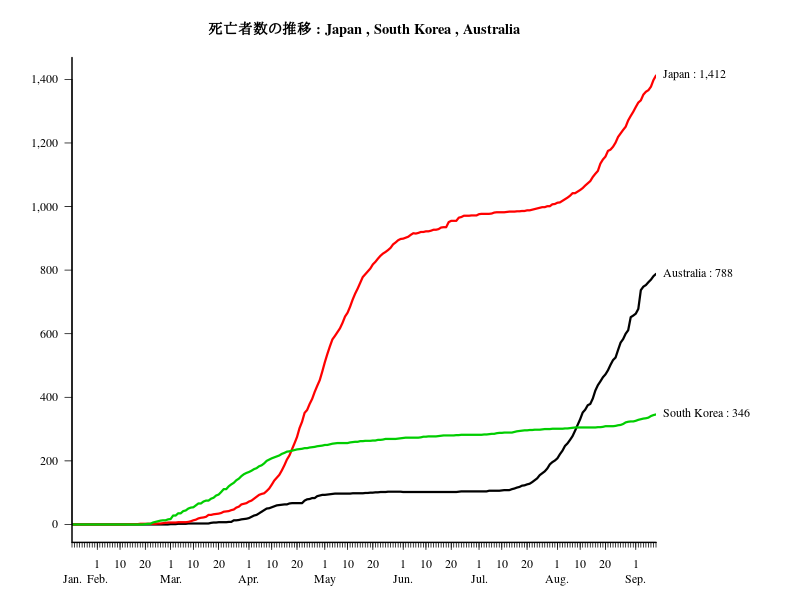 死亡者数の推移 : Japan , South Korea , Australia
1,400
1,200
1,000
800
600
400
200
0
Japan : 1,412
Australia : 788
South Korea : 346
1 10 20 1 10 20 1 10 20 1 10 20 1 10 20 1 10 20 1 10 20 1
Jan. Feb. Mar. Apr. May Jun. Jul. Aug. Sep.